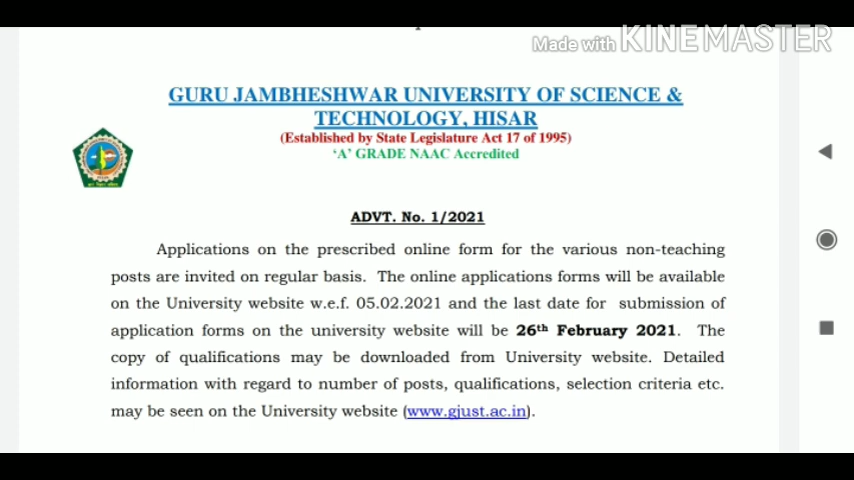 Made with KINEMASTER
GURU JAMBHESHWAR UNIVERSITY OF SCIENCE &
TECHNOLOGY, HISAR
(Established by State Legislature Act 17 of 1995)
‘A’ GRADE NAAC Accredited
ADVT. No. 1/2021
Applications on the prescribed online form for the various non-teaching
posts are invited on regular basis. The online applications forms will be available
on the University website w.e.f. 05.02.2021 and the last date for submission of
application forms on the university website will be 26th February 2021. The
copy of qualifications may be downloaded from University website. Detailed
information with regard to number of posts, qualifications, selection criteria etc.
may be seen on the University website (www.gjust.ac.in).